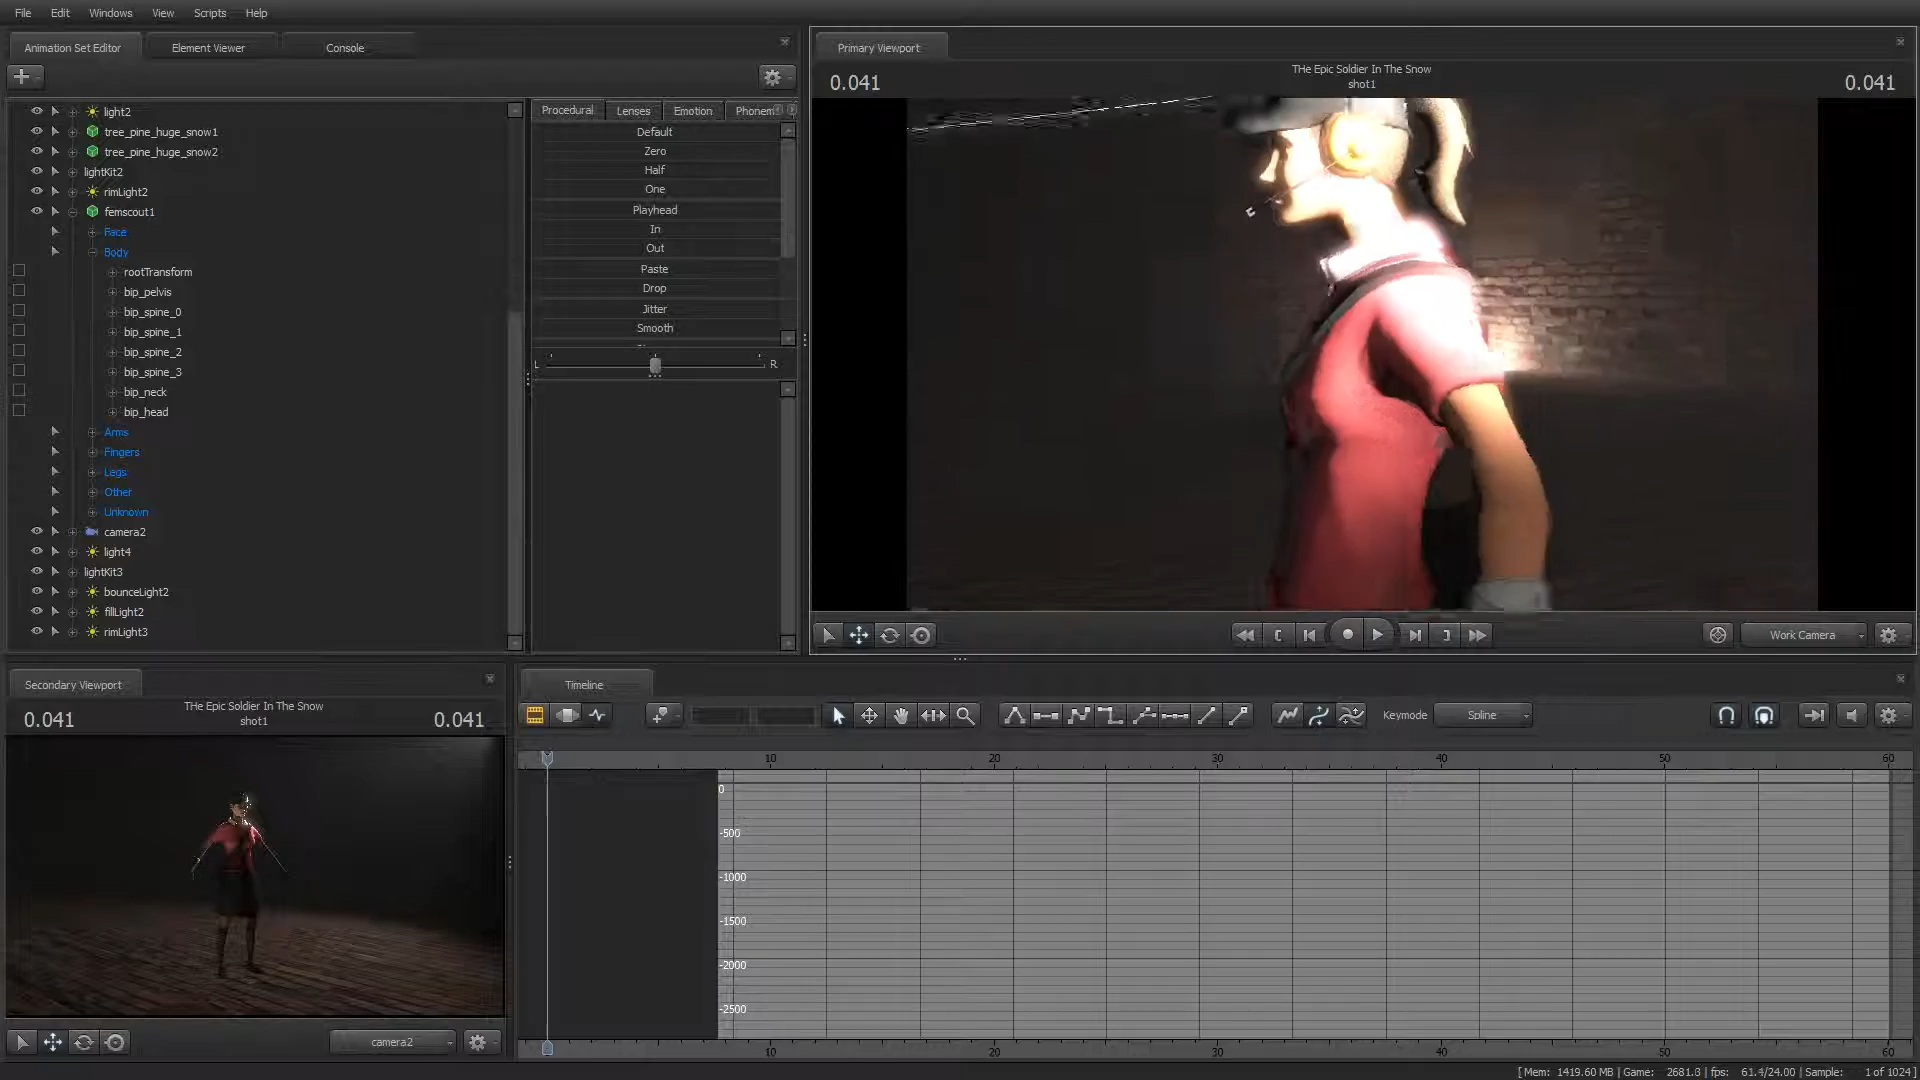 File Edit Windows View Scripts Help
Animation Set Editor Element Viewer Console
light2
tree_pine_huge_snow1
tree_pine_huge_snow2
lightKit2
rimLight2
femscout1
Face
Body
rootTransform
bip_pelvis
bip_spine_0
bip_spine_1
bip_spine_2
bip_spine_3
bip_neck
bip_head
Arms
Fingers
Legs
Other
Unknown
camera2
light4
lightKit3
bounceLight2
fillLight2
rimLight3
Procedural Lenses Emotion Phonem
Default
Zero
Half
One
Playhead
In
Out
Paste
Drop
Jitter
Smooth
L R
Primary Viewport
0.041 THe Epic Soldier In The Snow 0.041
shot1
Work Camera
Secondary Viewport
0.041 THe Epic Soldier In The Snow 0.041
shot1
camera2
Timeline
Keymode Spline
10 20 30 40 50 60
0
-500
-1000
-1500
-2000
-2500
10 20 30 40 50 60
[ Mem: 1419.60 MB | Game: 2681.3 | fps: 61.4/24.00 | Sample: 1 of 1024 ]